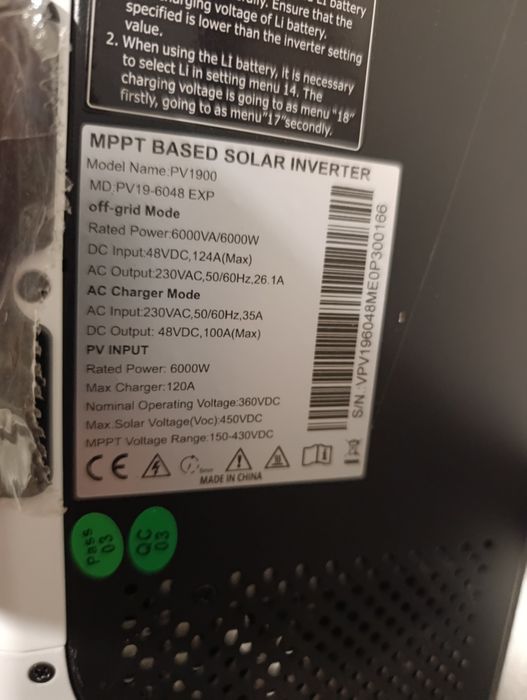 LI battery
Ensure that the
charging voltage of Li battery.
specified is lower than the inverter setting
value.
2. When using the LI battery, it is necessary
to select Li in setting menu 14. The
charging voltage is going to as menu "18"
firstly, going to as menu"17"secondly.
MPPT BASED SOLAR INVERTER
Model Name:PV1900
MD:PV19-6048 EXP
off-grid Mode
Rated Power:6000VA/6000W
DC Input:48VDC,124A(Max)
AC Output:230VAC,50/60Hz,26.1A
AC Charger Mode
AC Input:230VAC,50/60Hz,35A
DC Output: 48VDC,100A(Max)
PV INPUT
Rated Power: 6000W
Max Charger:120A
Nominal Operating Voltage:360VDC
Max.Solar Voltage(Voc):450VDC
MPPT Voltage Range:150-430VDC
CE
MADE IN CHINA
S/N:VPV196048ME0P300166
Pass
03
QC
03